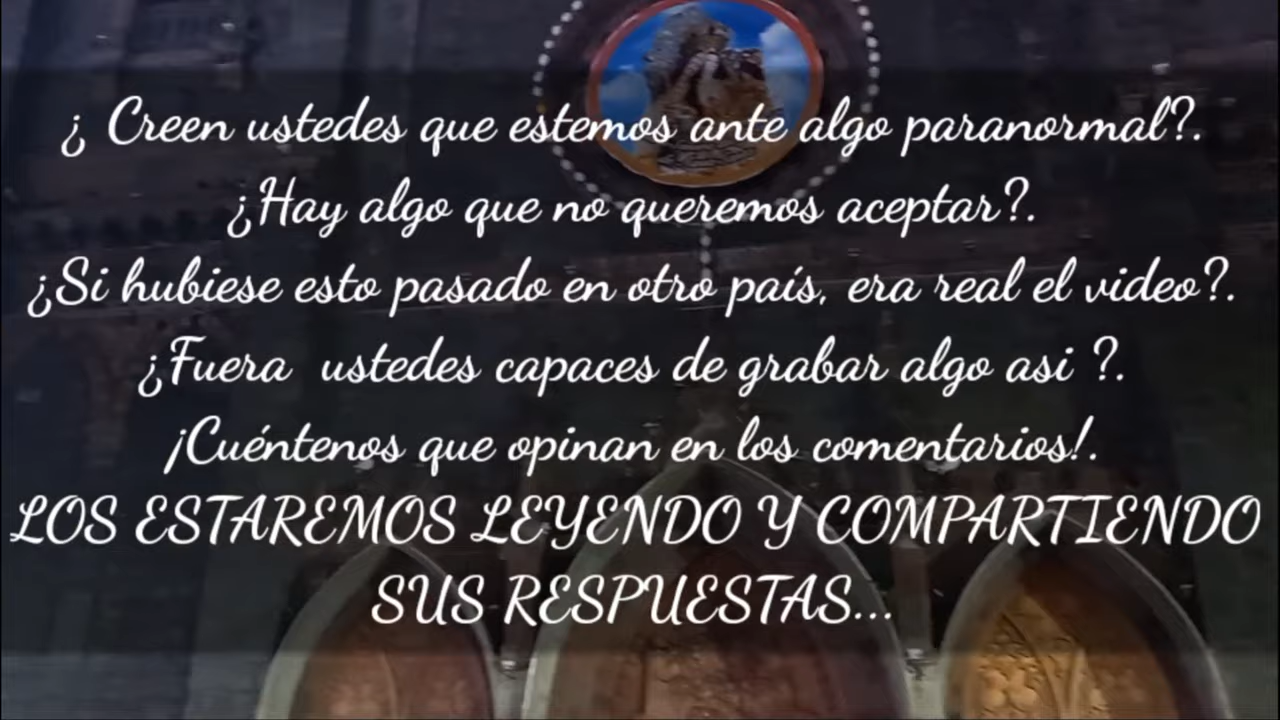 ¿ Creen ustedes que estemos ante algo paranormal?.
¿Hay algo que no queremos aceptar?.
¿Si hubiese esto pasado en otro país, era real el video?.
¿Fuera ustedes capaces de grabar algo asi ?.
¡Cuéntenos que opinan en los comentarios!.
LOS ESTAREMOS LEYENDO Y COMPARTIENDO
SUS RESPUESTAS...